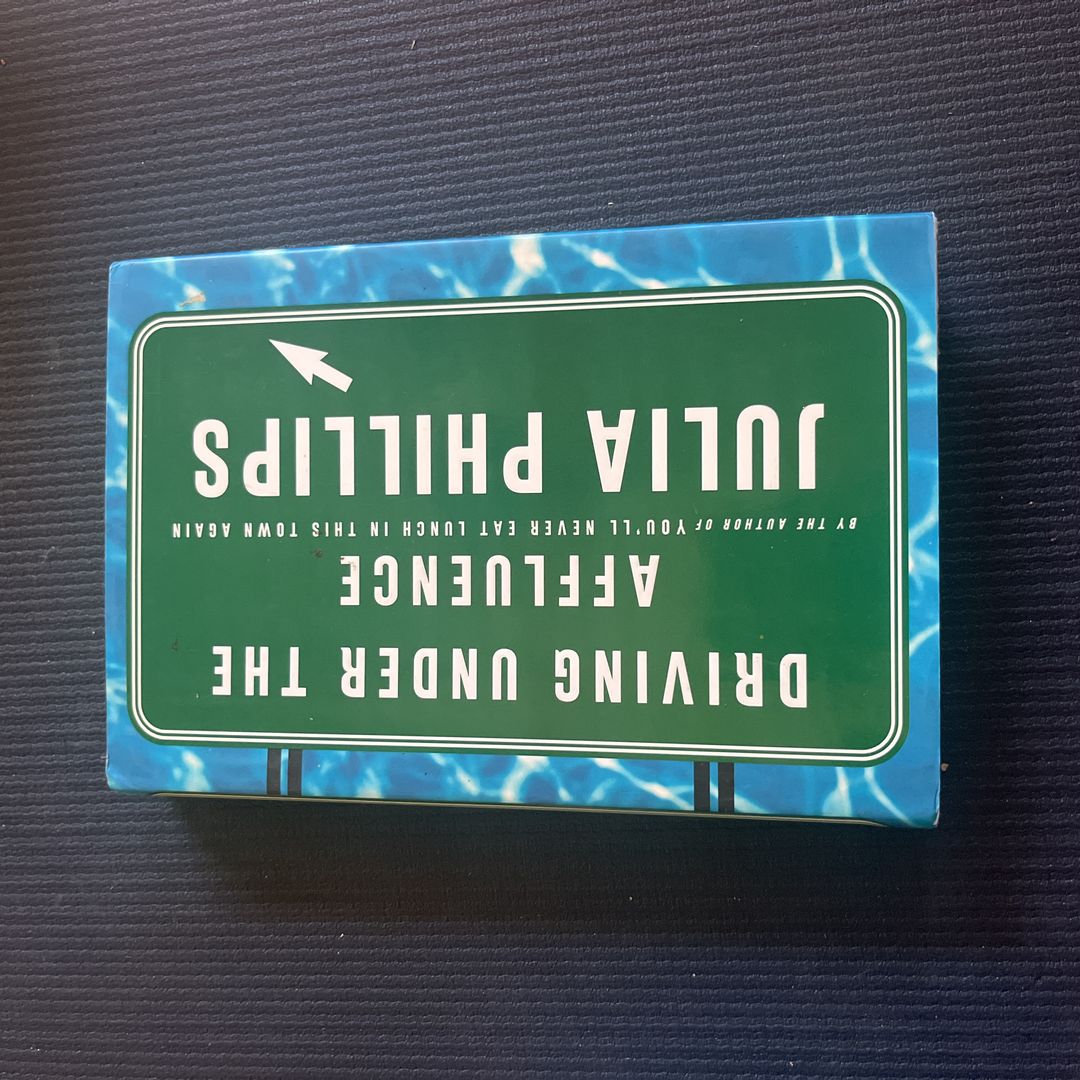 DRIVING UNDER THE
AFFLUENCE
BY THE AUTHOR OF YOU'LL NEVER EAT LUNCH IN THIS TOWN AGAIN
JULIA PHILLIPS